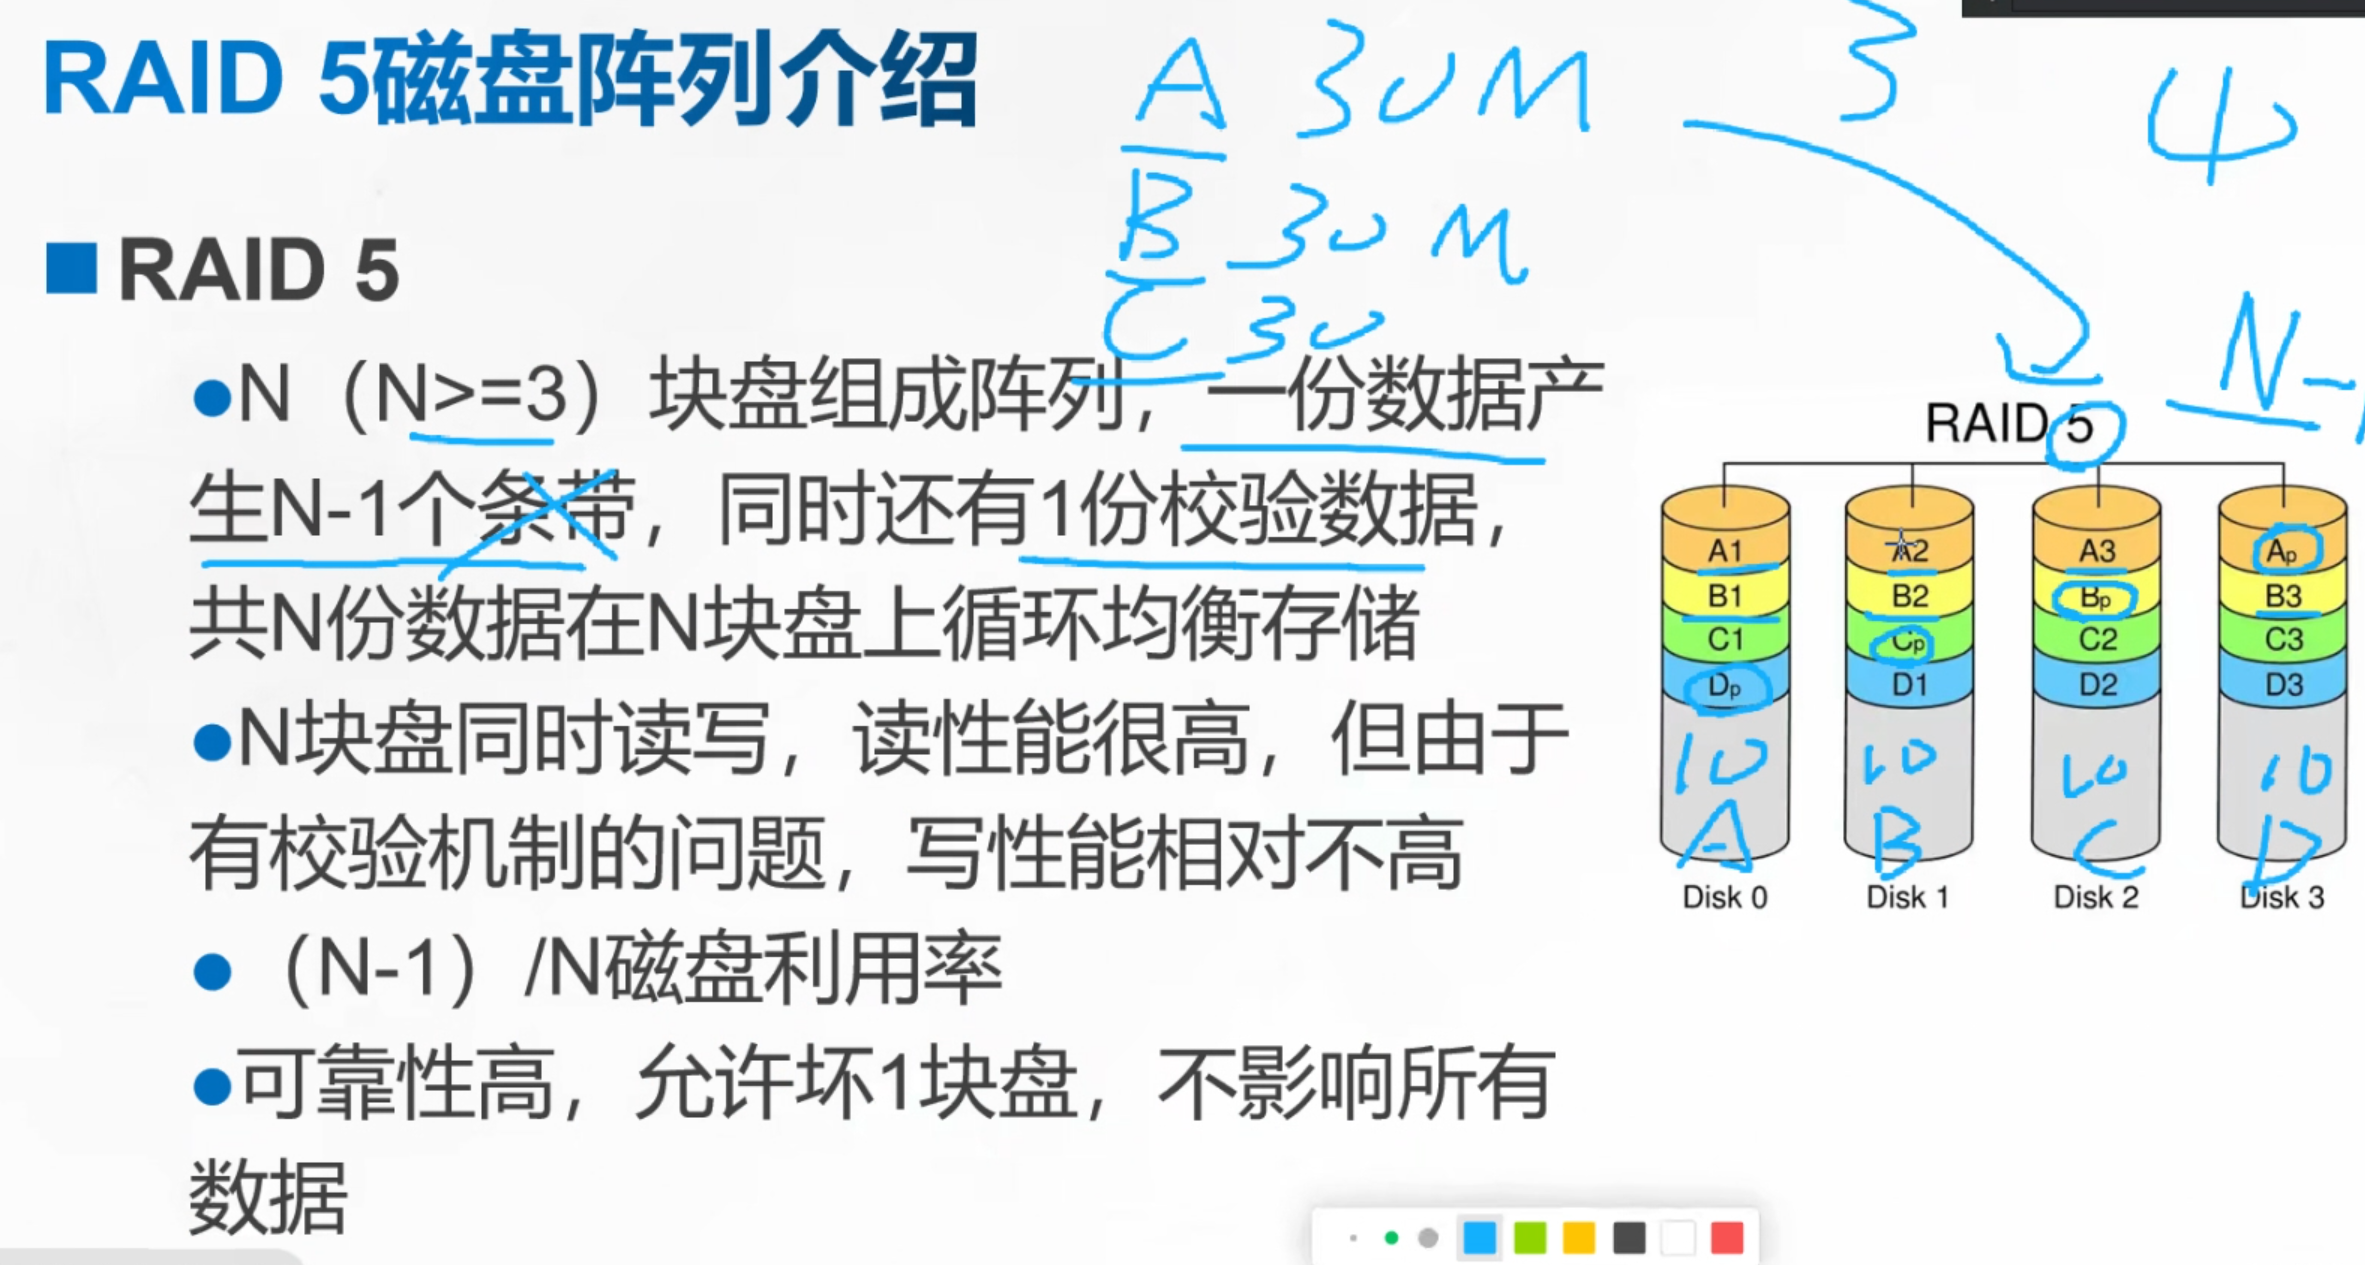 RAID 5磁盘阵列介绍
A 30M
3
4
B 30M
C 30
N-1
■RAID 5
●N（N>=3）块盘组成阵列，一份数据产
生N-1个条带，同时还有1份校验数据，
共N份数据在N块盘上循环均衡存储
●N块盘同时读写，读性能很高，但由于
有校验机制的问题，写性能相对不高
●（N-1）/N磁盘利用率
●可靠性高，允许坏1块盘，不影响所有
数据
RAID 5
A1 A2 A3 Ap
B1 B2 Bp B3
C1 Cp C2 C3
Dp D1 D2 D3
10 10 10 10
A B C D
Disk 0 Disk 1 Disk 2 Disk 3